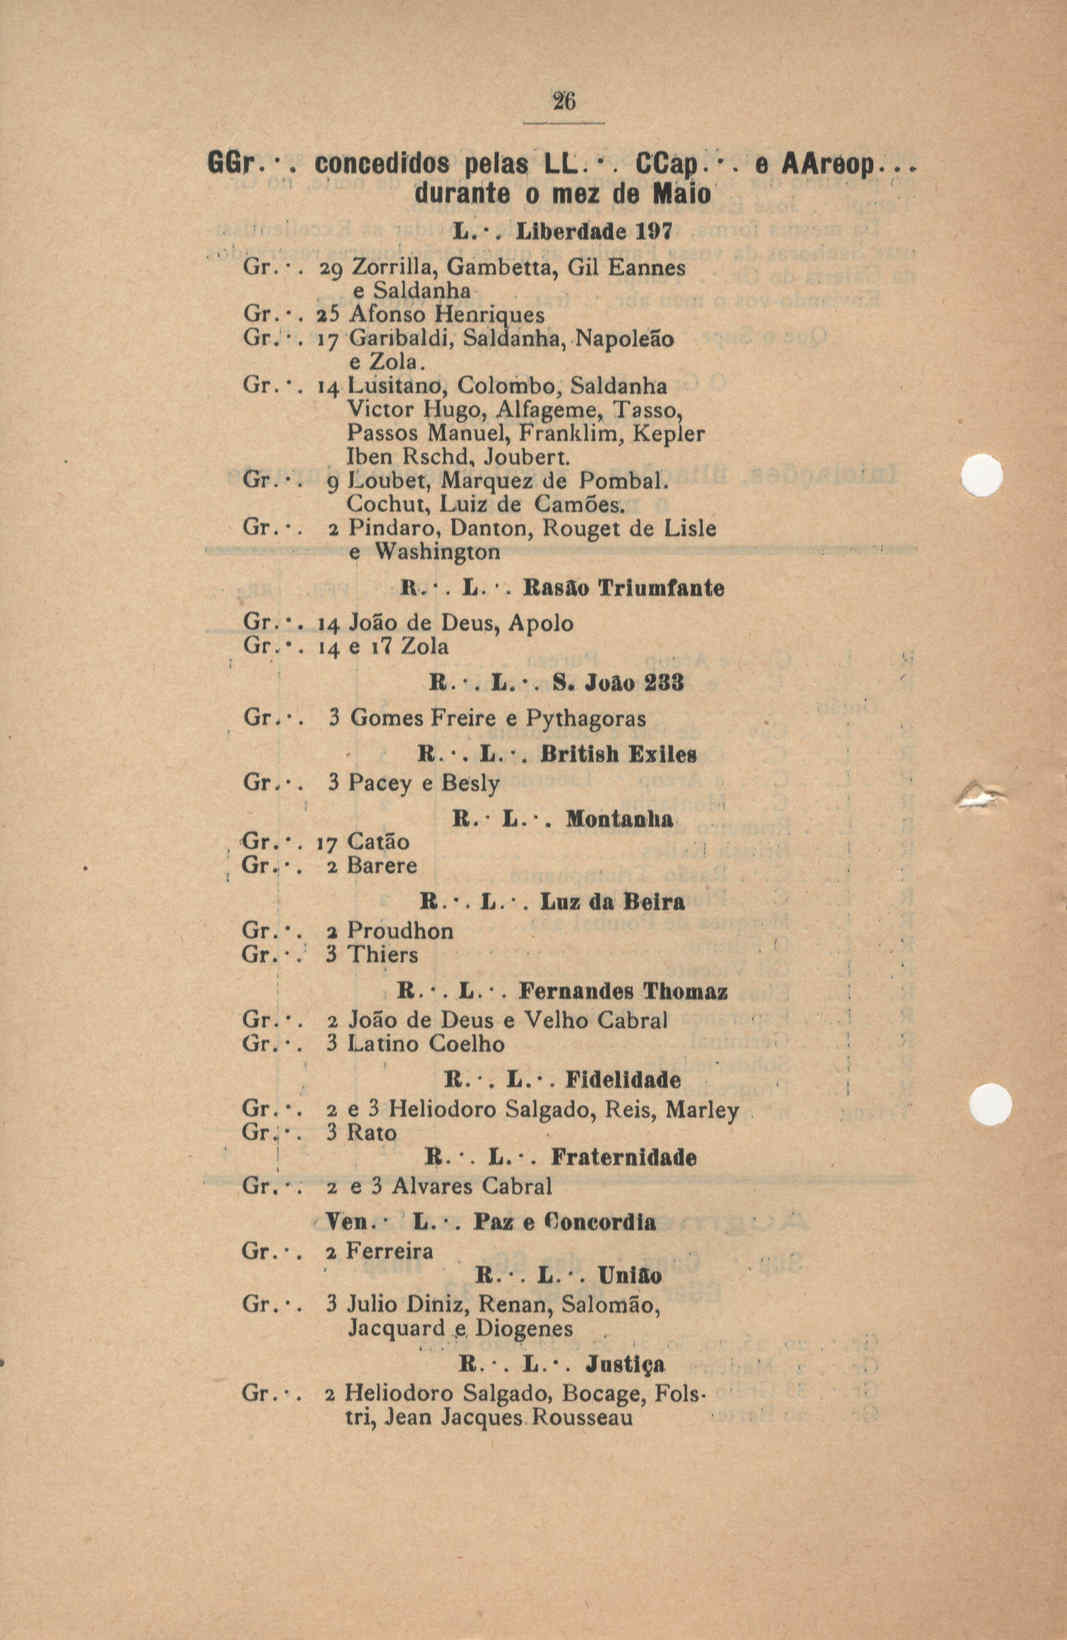 26
GGr.·. concedidos pelas LL.·. CCap.·. e AAreop...
durante o mez de Maio
L.·. Liberdade 197
Gr.·. 29 Zorrilla, Gambetta, Gil Eannes
e Saldanha
Gr.·. 25 Afonso Henriques
Gr.·. 17 Garibaldi, Saldanha, Napoleão
e Zola.
Gr.·. 14 Lusitano, Colombo, Saldanha
Victor Hugo, Alfageme, Tasso,
Passos Manuel, Franklim, Kepler
Iben Rschd, Joubert.
Gr.·. 9 Loubet, Marquez de Pombal.
Cochut, Luiz de Camões.
Gr.·. 2 Pindaro, Danton, Rouget de Lisle
e Washington
R.·. L.·. Rasão Triumfante
Gr.·. 14 João de Deus, Apolo
Gr.·. 14 e 17 Zola
R.·. L.·. S. João 233
Gr.·. 3 Gomes Freire e Pythagoras
R.·. L.·. British Exiles
Gr.·. 3 Pacey e Besly
R.· L.·. Montanha
Gr.·. 17 Catão
Gr.·. 2 Barere
R.·. L.·. Luz da Beira
Gr.·. 2 Proudhon
Gr.·. 3 Thiers
R.·. L.·. Fernandes Thomaz
Gr.·. 2 João de Deus e Velho Cabral
Gr.·. 3 Latino Coelho
R.·. L.·. Fidelidade
Gr.·. 2 e 3 Heliodoro Salgado, Reis, Marley
Gr.·. 3 Rato
R.·. L.·. Fraternidade
Gr.·. 2 e 3 Alvares Cabral
Ven.· L.·. Paz e Concordia
Gr.·. 2 Ferreira
R.·. L.·. União
Gr.·. 3 Julio Diniz, Renan, Salomão,
Jacquard e Diogenes
R.·. L.·. Justiça
Gr.·. 2 Heliodoro Salgado, Bocage, Fols-
tri, Jean Jacques Rousseau